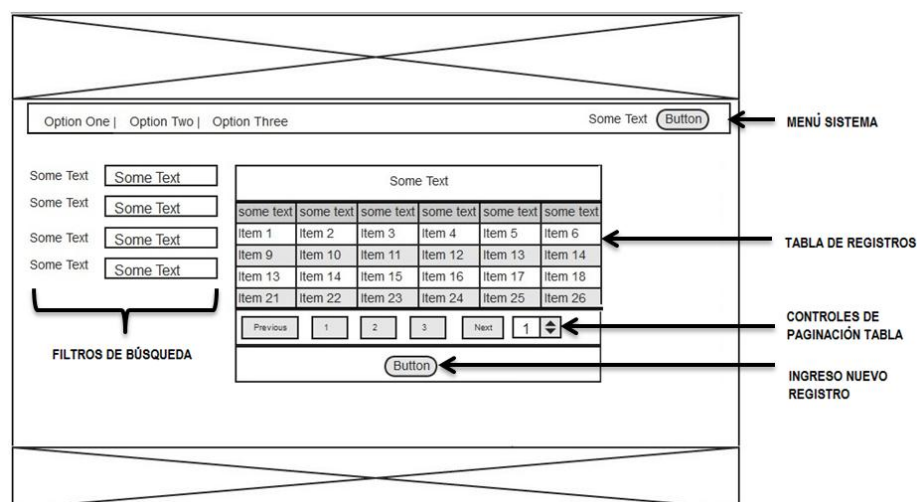 Option One |   Option Two |   Option Three
Some Text
Button
MENÚ SISTEMA
Some Text
Some Text
Some Text
Some Text
Some Text
Some Text
Some Text
Some Text
FILTROS DE BÚSQUEDA
Some Text
some text some text some text some text some text some text
Item 1 Item 2 Item 3 Item 4 Item 5 Item 6
Item 9 Item 10 Item 11 Item 12 Item 13 Item 14
Item 13 Item 14 Item 15 Item 16 Item 17 Item 18
Item 21 Item 22 Item 23 Item 24 Item 25 Item 26
TABLA DE REGISTROS
Previous 1 2 3 Next 1
CONTROLES DE
PAGINACIÓN TABLA
Button
INGRESO NUEVO
REGISTRO